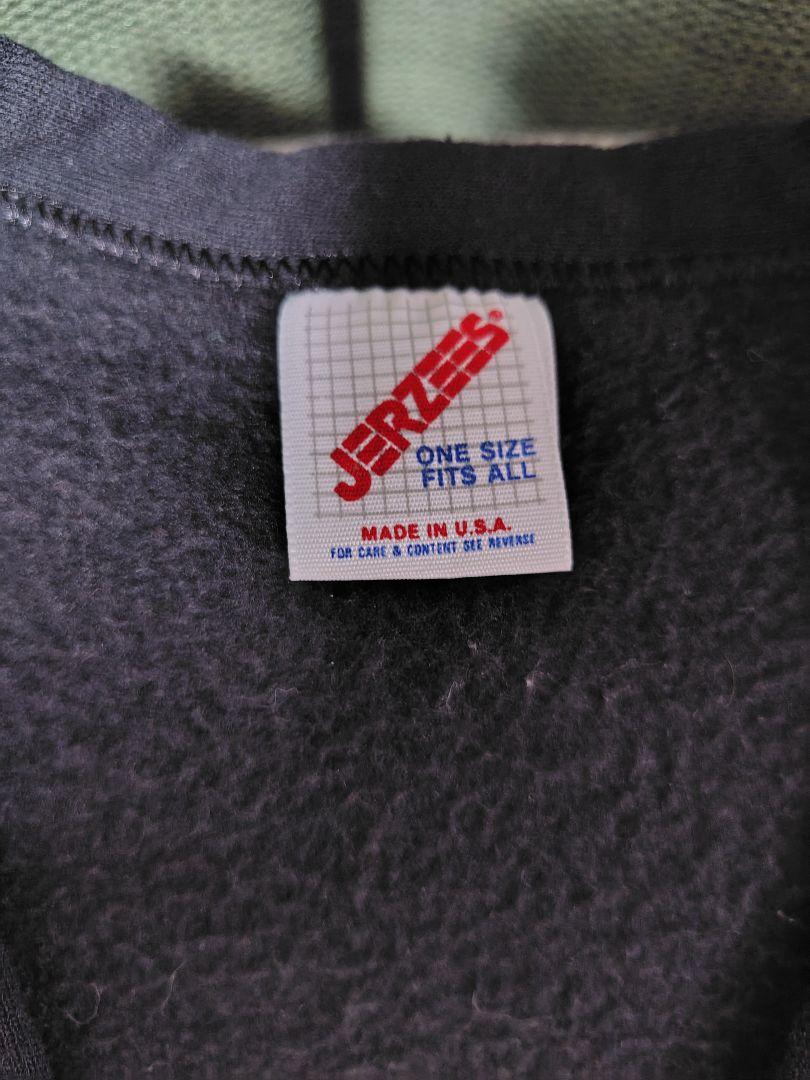 JERZEES®
ONE SIZE
FITS ALL
MADE IN U.S.A.
FOR CARE & CONTENT SEE REVERSE